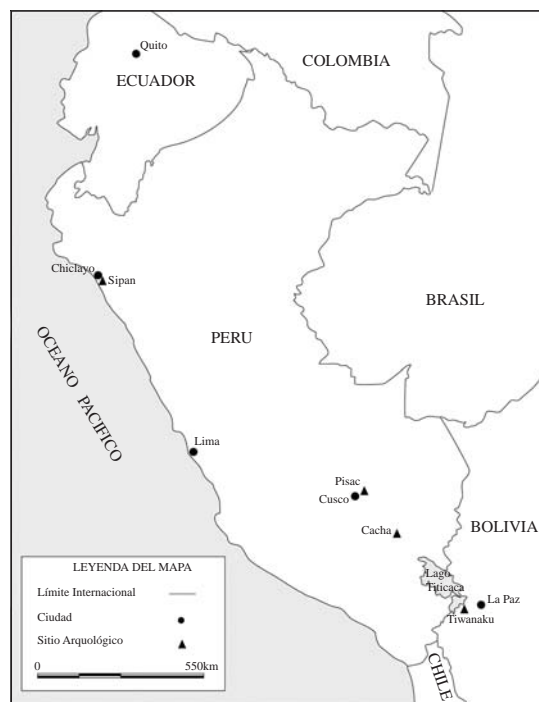 Quito
COLOMBIA
ECUADOR
Chiclayo
Sipan
BRASIL
PERU
OCEANO PACIFICO
Lima
Pisac
Cusco
Cacha
BOLIVIA
Lago
Titicaca
La Paz
Tiwanaku
CHILE
LEYENDA DEL MAPA
Límite Internacional
Ciudad
Sitio Arqueológico
0 550km